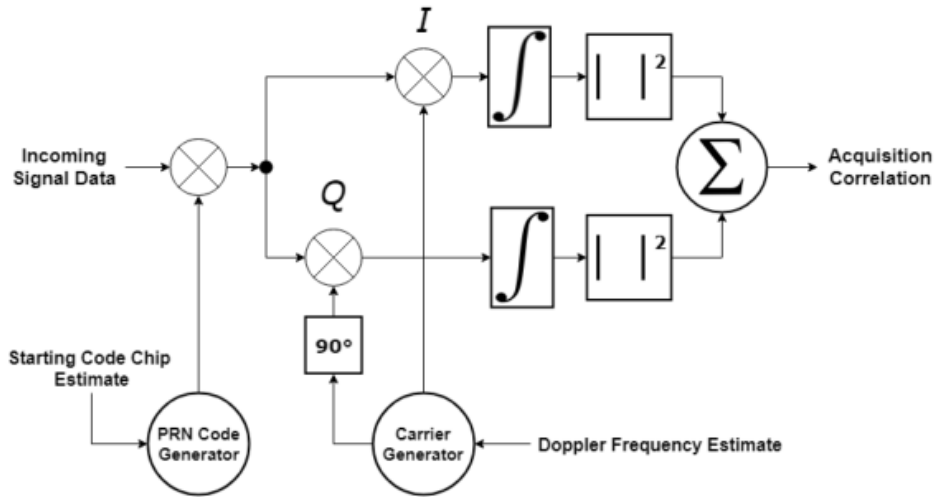 I
2
Incoming
Signal Data
Σ
Acquisition
Correlation
Q
2
90°
Starting Code Chip
Estimate
PRN Code
Generator
Carrier
Generator
Doppler Frequency Estimate